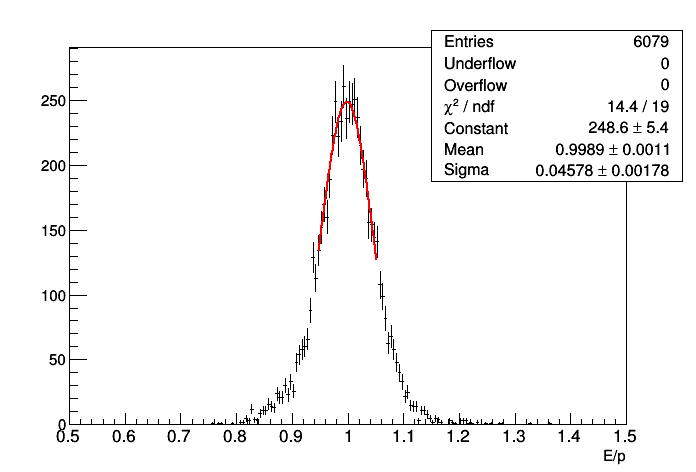 Entries 6079
Underflow 0
Overflow 0
χ² / ndf 14.4 / 19
Constant 248.6 ± 5.4
Mean 0.9989 ± 0.0011
Sigma 0.04578 ± 0.00178
250
200
150
100
50
0
0.5 0.6 0.7 0.8 0.9 1 1.1 1.2 1.3 1.4 1.5
E/p